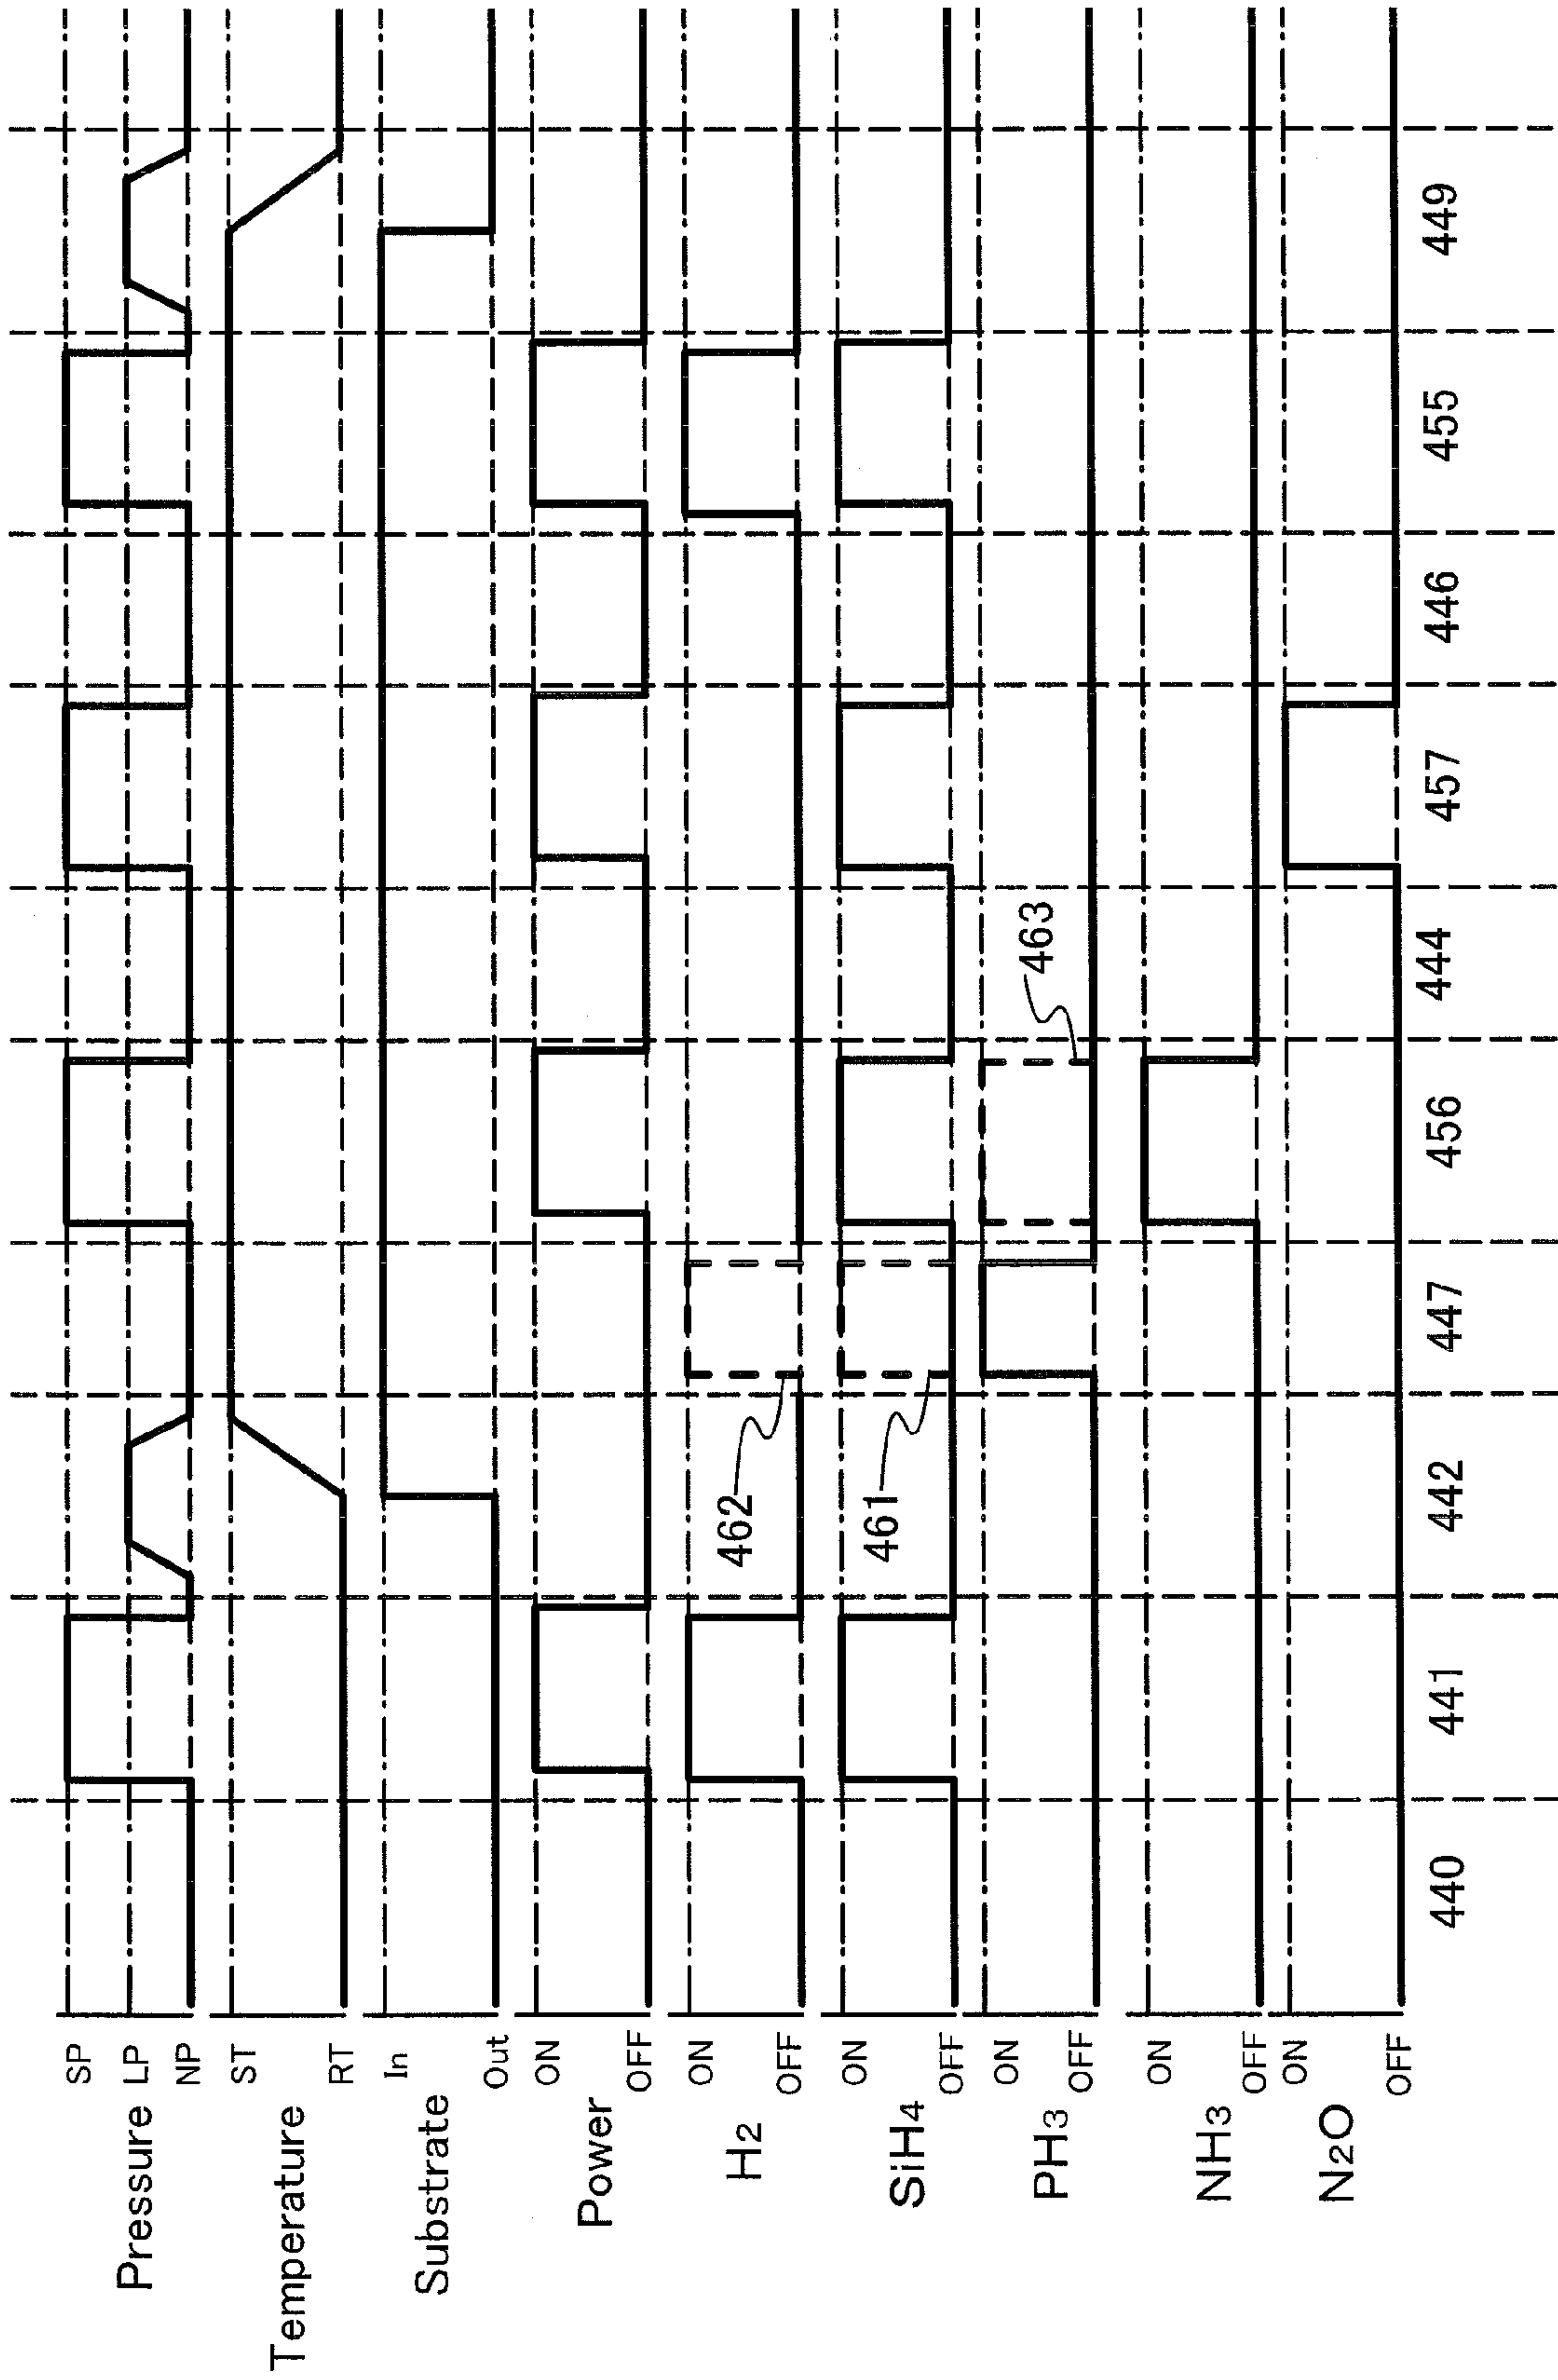 Pressure
SP
LP
NP
Temperature
ST
RT
Substrate
In
Out
Power
ON
OFF
H2
ON
OFF
462
SiH4
ON
OFF
461
PH3
ON
OFF
463
NH3
ON
OFF
N2O
ON
OFF
440 441 442 447 456 444 457 446 455 449